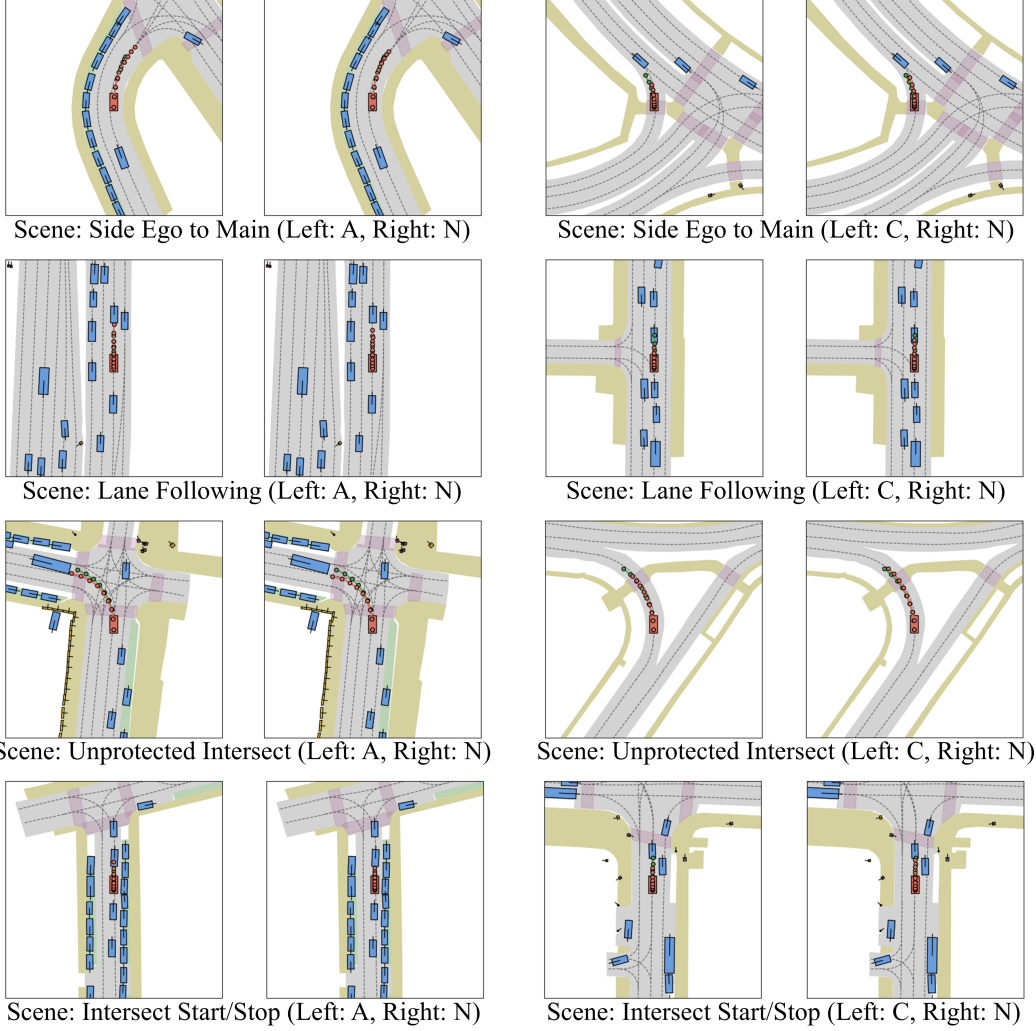 Scene: Side Ego to Main (Left: A, Right: N)
Scene: Side Ego to Main (Left: C, Right: N)
Scene: Lane Following (Left: A, Right: N)
Scene: Lane Following (Left: C, Right: N)
Scene: Unprotected Intersect (Left: A, Right: N)
Scene: Unprotected Intersect (Left: C, Right: N)
Scene: Intersect Start/Stop (Left: A, Right: N)
Scene: Intersect Start/Stop (Left: C, Right: N)